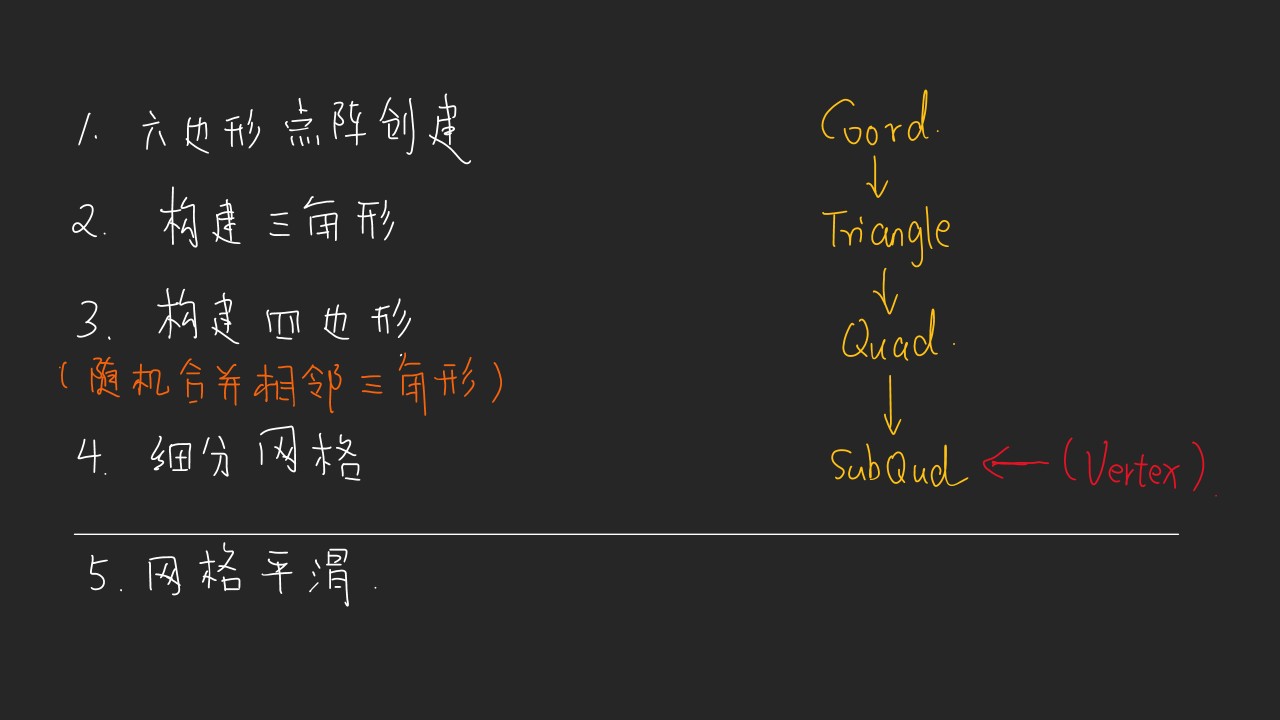 1. 六边形点阵创建
2. 构建三角形
3. 构建四边形
(随机合并相邻三角形)
4. 细分网格
5. 网格平滑.
Coord.
↓
Triangle
↓
Quad.
↓
SubQud ← (Vertex).